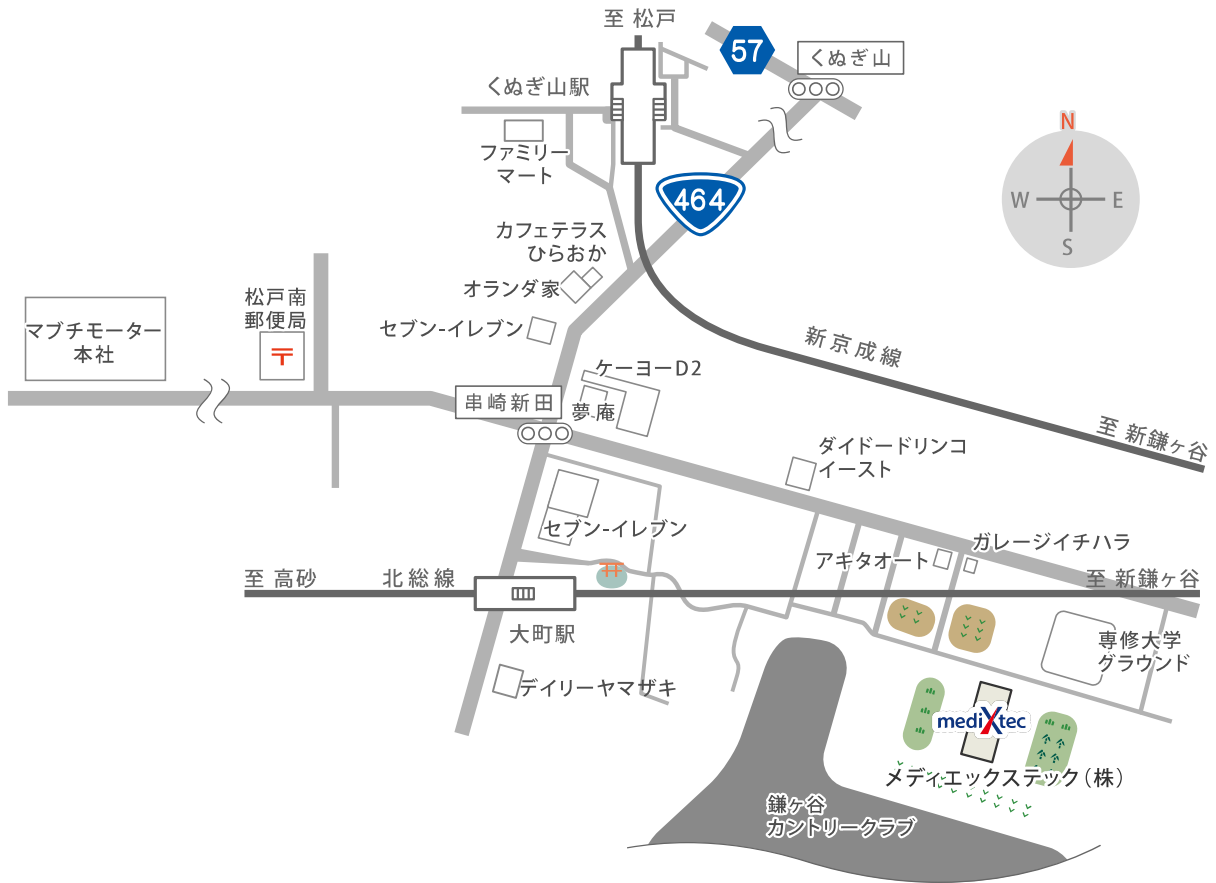 至 松戸
57
くぬぎ山
くぬぎ山駅
ファミリー
マート
464
N
W
E
S
カフェテラス
ひらおか
オランダ家
松戸南
郵便局
セブン-イレブン
マブチモーター
本社
新京成線
ケーヨーD2
串崎新田
夢庵
至 新鎌ヶ谷
ダイドードリンコ
イースト
セブン-イレブン
ガレージイチハラ
アキタオート
至 高砂
北総線
至 新鎌ヶ谷
大町駅
専修大学
グラウンド
デイリーヤマザキ
mediXtec
メディエックステック(株)
鎌ヶ谷
カントリークラブ